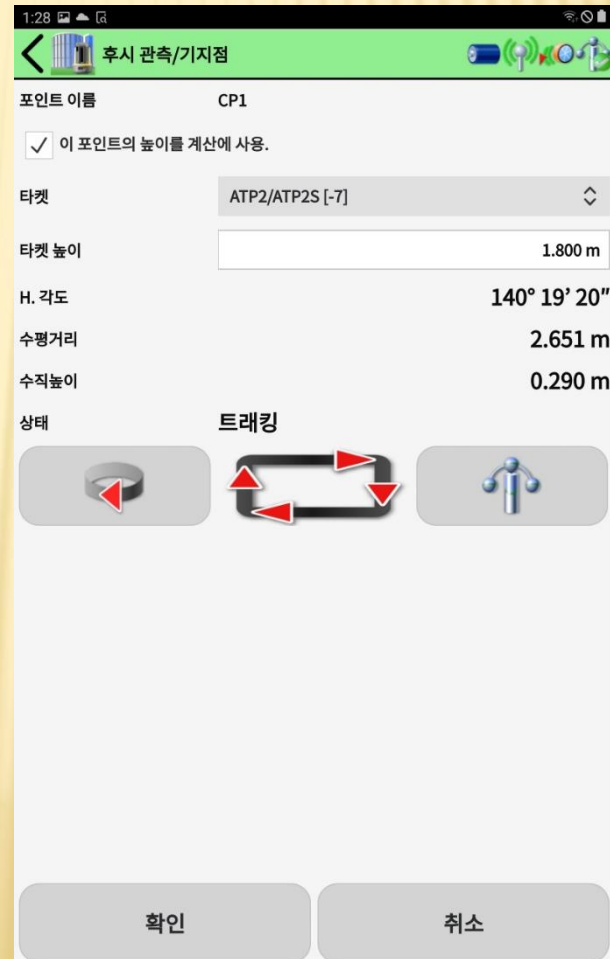 1:28
후시 관측/기지점
포인트 이름 CP1
이 포인트의 높이를 계산에 사용.
타켓 ATP2/ATP2S [-7]
타켓 높이 1.800 m
H. 각도 140° 19’ 20”
수평거리 2.651 m
수직높이 0.290 m
상태 트래킹
확인 취소